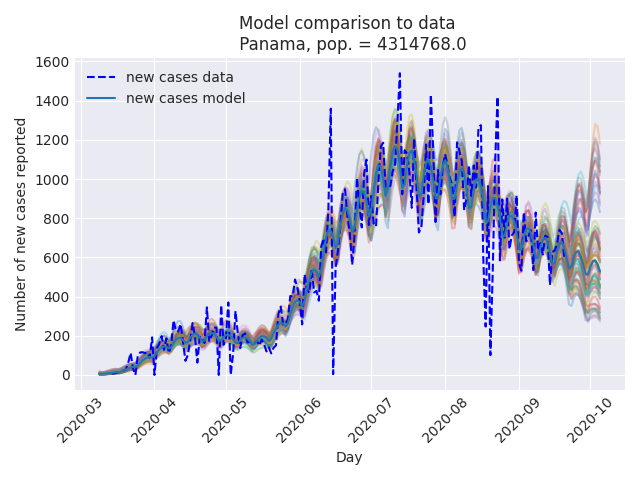 Model comparison to data
Panama, pop. = 4314768.0
new cases data
new cases model
Number of new cases reported
1600
1400
1200
1000
800
600
400
200
0
2020-03
2020-04
2020-05
2020-06
2020-07
2020-08
2020-09
2020-10
Day